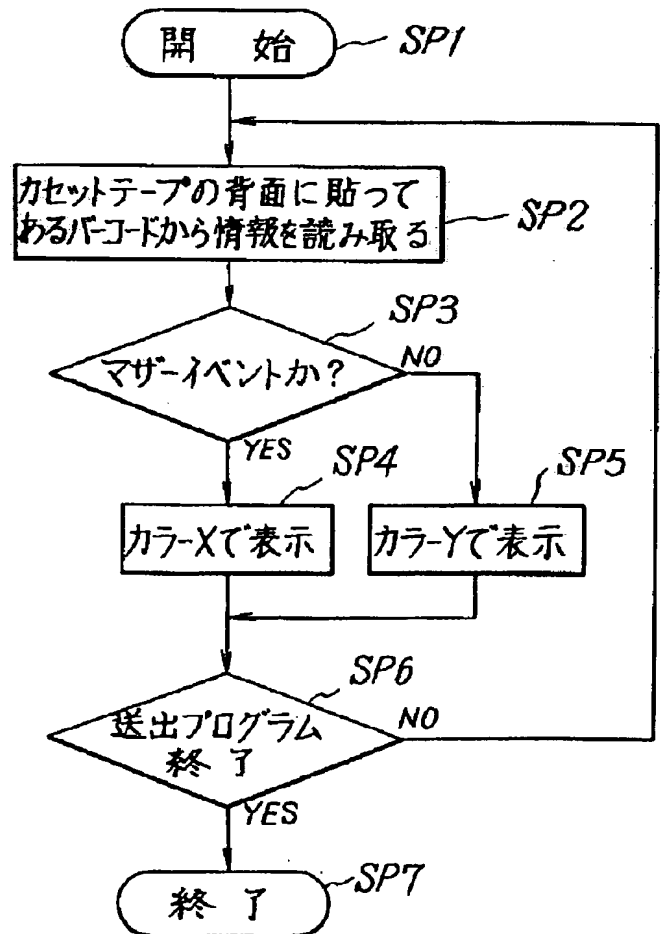 開 始
SP1
カセットテープの背面に貼って
あるバーコードから情報を読み取る
SP2
SP3
マザーイベントか?
NO
YES
SP4
SP5
カラーXで表示
カラーYで表示
SP6
送出プログラム
終了
NO
YES
終了
SP7